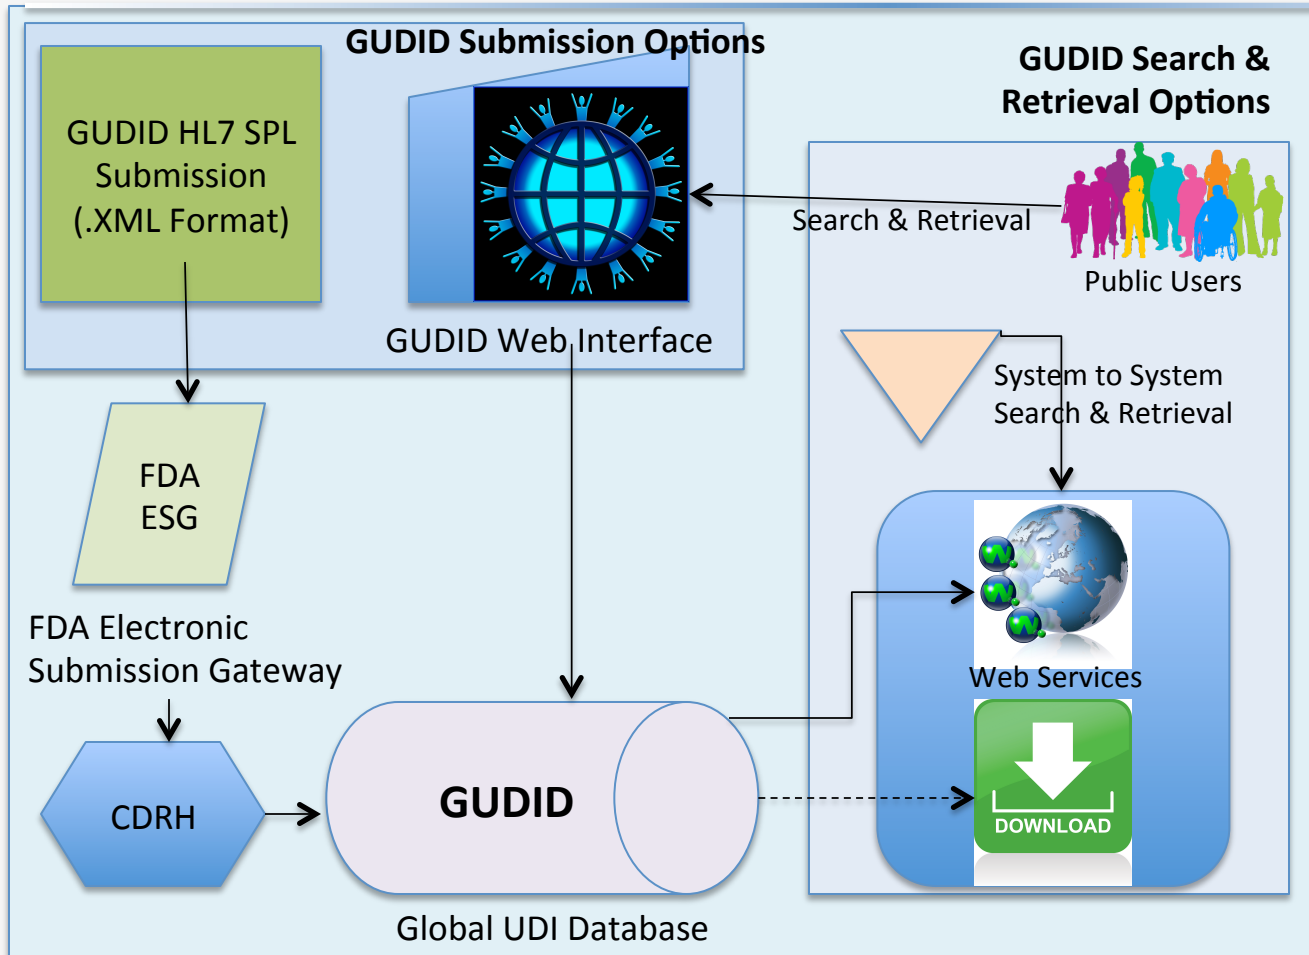 GUDID Submission Options
GUDID HL7 SPL
Submission
(.XML Format)
GUDID Web Interface
GUDID Search &
Retrieval Options
Search & Retrieval
Public Users
System to System
Search & Retrieval
FDA
ESG
FDA Electronic
Submission Gateway
CDRH
GUDID
Global UDI Database
Web Services
DOWNLOAD